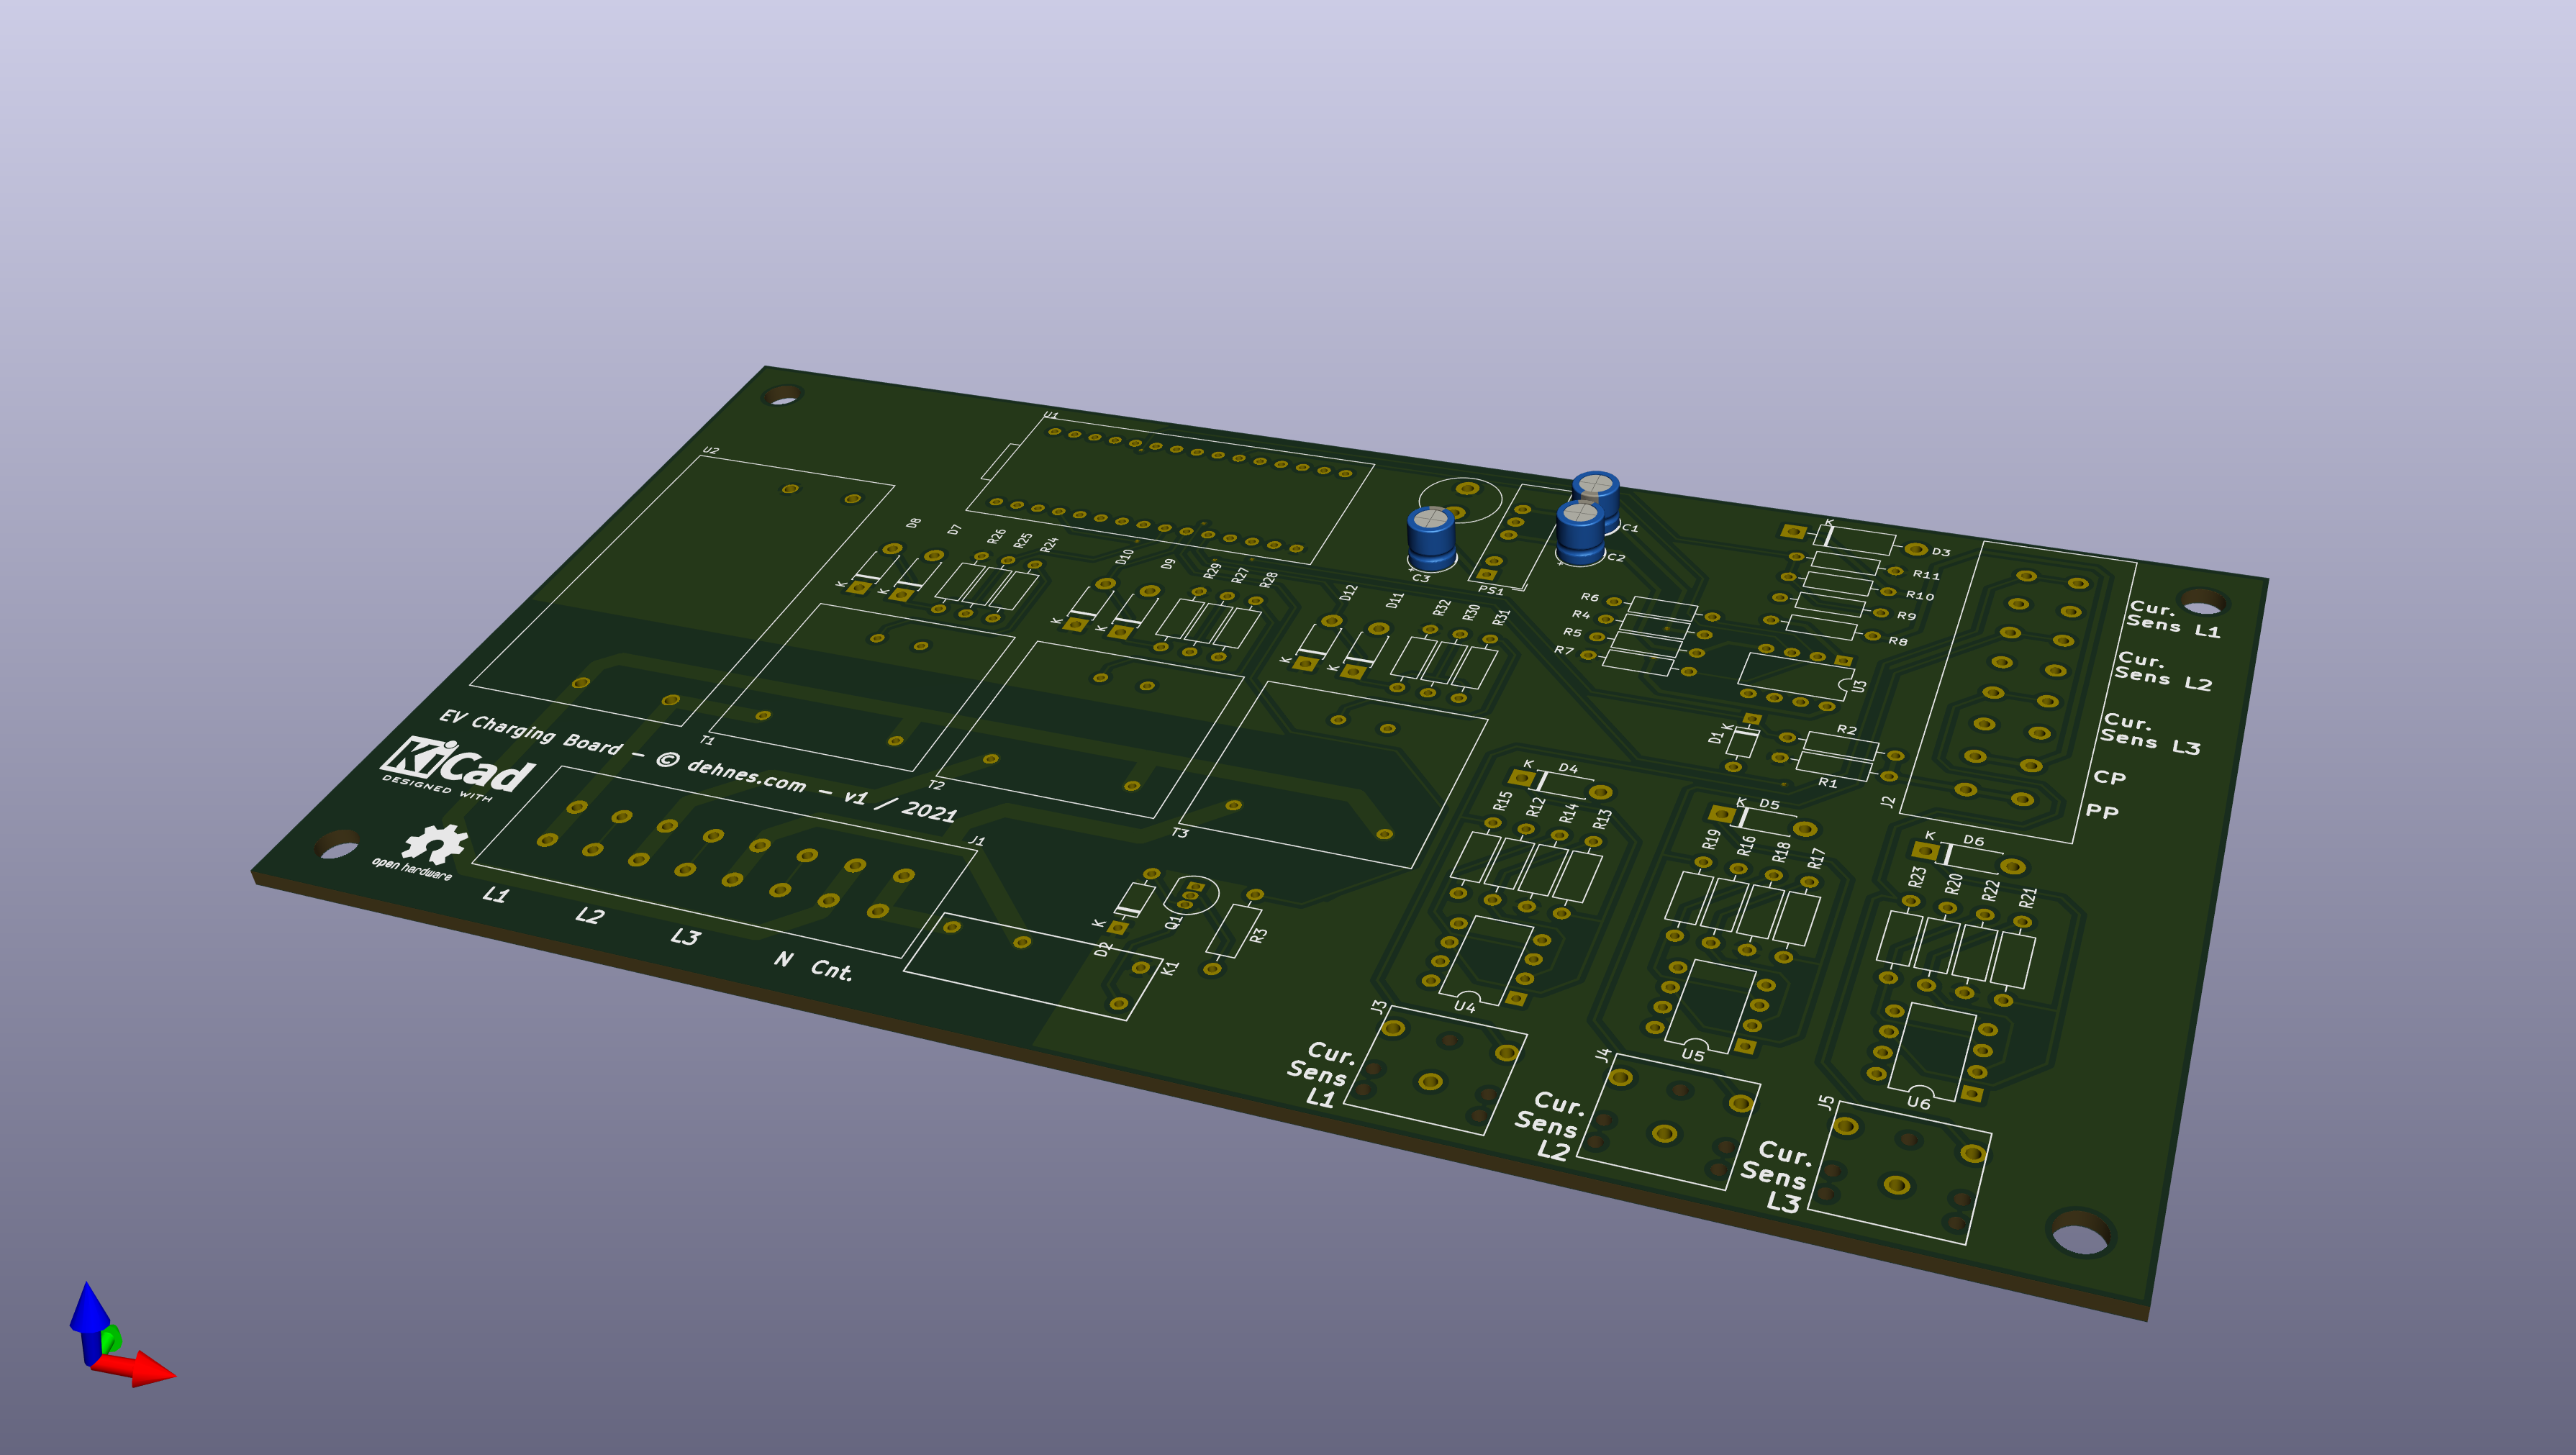 U1
U2
D8
D7
R26
R25
R24
K
K
D10
D9
R29
R27
R28
K
K
D12
D11
R32
R30
R31
K
K
C1
C2
C3
+
+
PS1
K
D3
R11
R10
R9
R8
R6
R4
R5
R7
U3
K
D1
R2
R1
J2
Cur.
Sens L1
Cur.
Sens L2
Cur.
Sens L3
CP
PP
T1
T2
T3
EV Charging Board - © dehnes.com - v1 / 2021
KiCad
DESIGNED WITH
open hardware
J1
L1
L2
L3
N Cnt.
K
D2
Q1
R3
K1
K D4
R15
R12
R14
R13
U4
K D5
R19
R16
R18
R17
U5
K D6
R23
R20
R22
R21
U6
J3
Cur.
Sens
L1
J4
Cur.
Sens
L2
J5
Cur.
Sens
L3